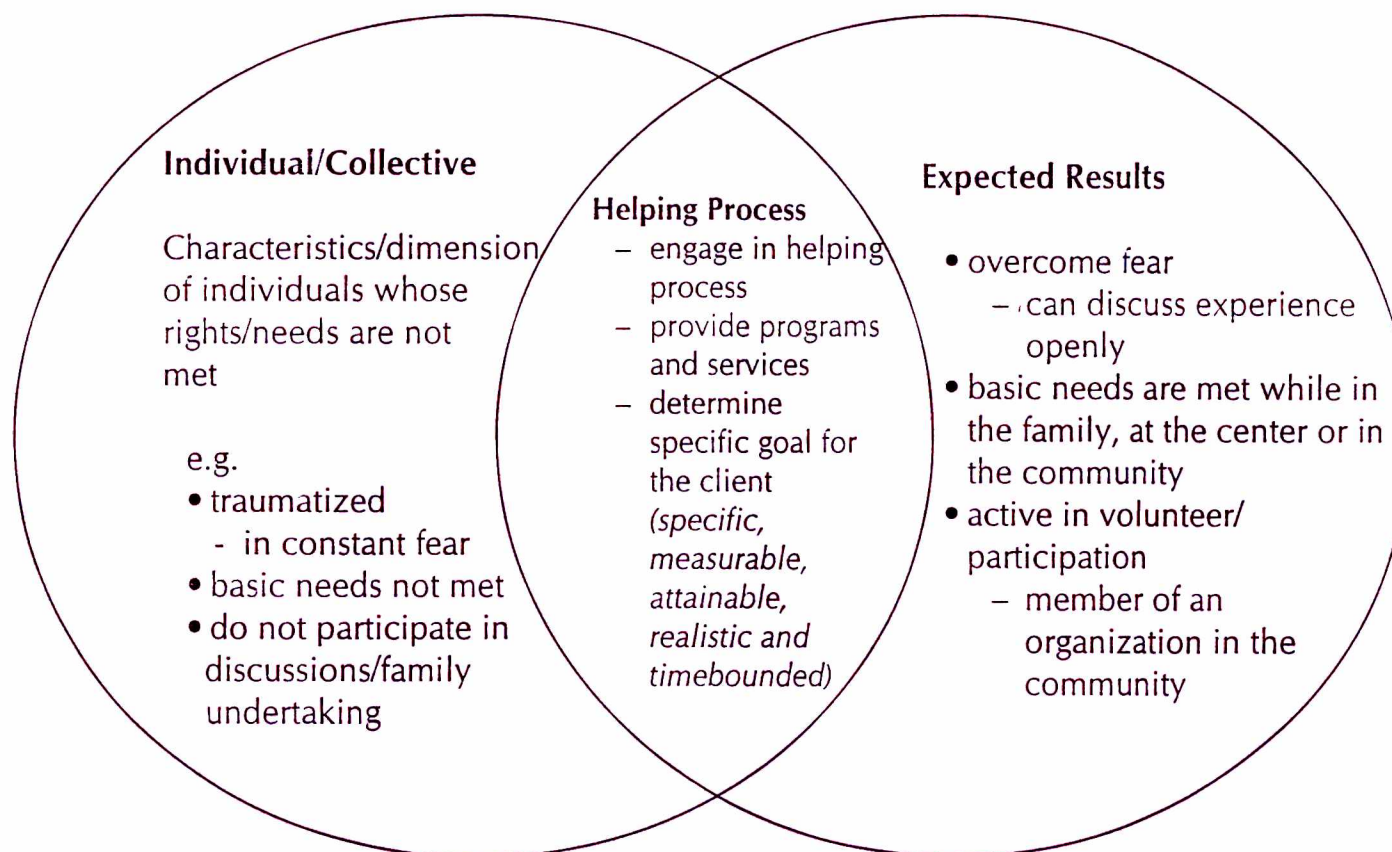 Individual/Collective
Characteristics/dimension
of individuals whose
rights/needs are not
met
e.g.
• traumatized
- in constant fear
• basic needs not met
• do not participate in
discussions/family
undertaking
Helping Process
– engage in helping
process
– provide programs
and services
– determine
specific goal for
the client
(specific,
measurable,
attainable,
realistic and
timebounded)
Expected Results
• overcome fear
– can discuss experience
openly
• basic needs are met while in
the family, at the center or in
the community
• active in volunteer/
participation
– member of an
organization in the
community